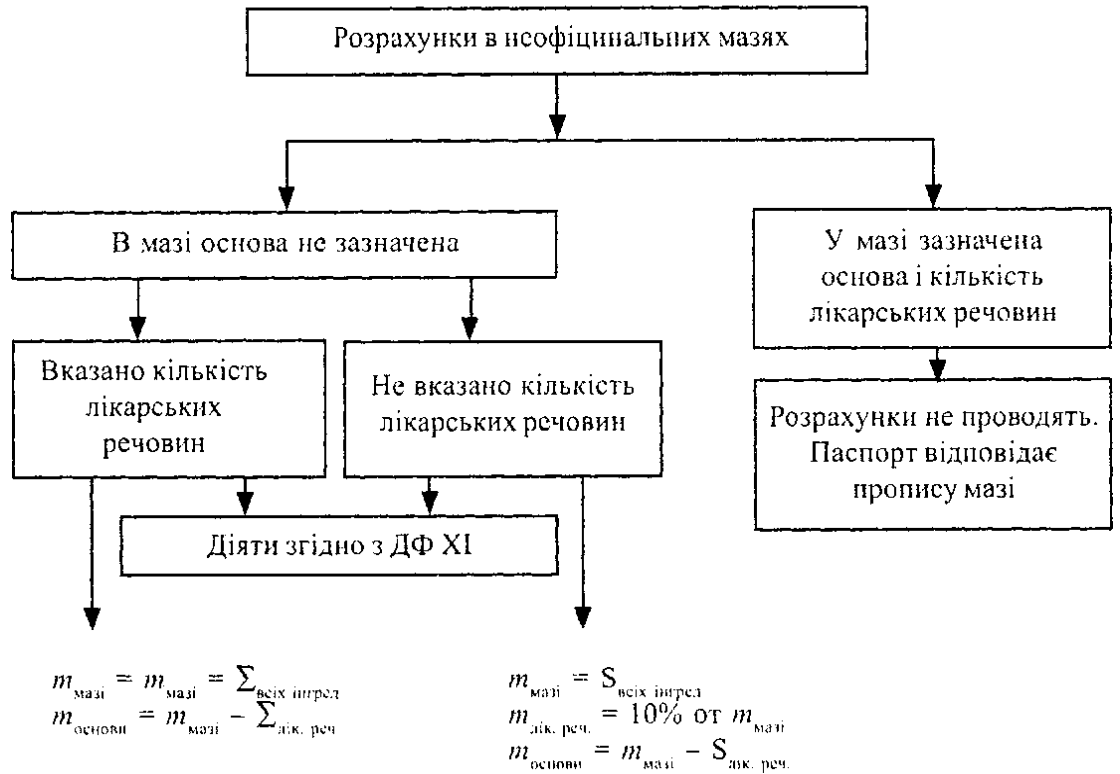 Розрахунки в неофіцинальних мазях
В мазі основа не зазначена
У мазі зазначена
основа і кількість
лікарських речовин
Вказано кількість
лікарських
речовин
Не вказано кількість
лікарських речовин
Розрахунки не проводять.
Паспорт відповідає
пропису мазі
Діяти згідно з ДФ XI
m мазі = m мазі = Σ всіх інгред
m основи = m мазі – Σ лік. реч
m мазі = S всіх інгред
m лік. реч. = 10% от m мазі
m основи = m мазі – S лік. реч.